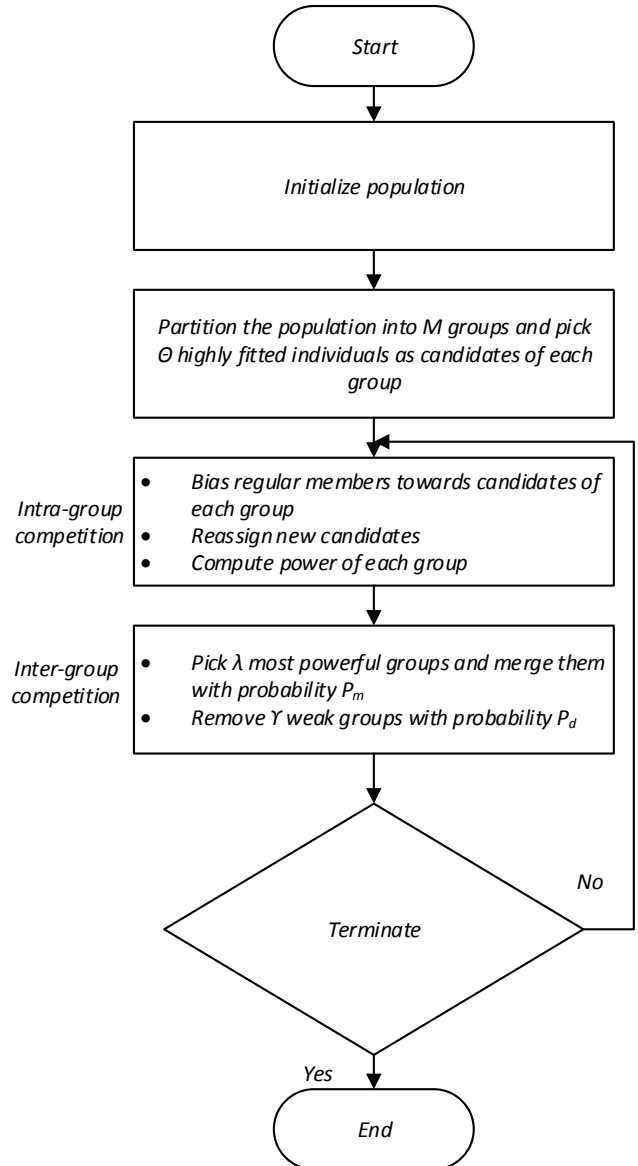 Start
Initialize population
Partition the population into M groups and pick
Θ highly fitted individuals as candidates of each
group
Intra-group
competition
• Bias regular members towards candidates of
each group
• Reassign new candidates
• Compute power of each group
Inter-group
competition
• Pick λ most powerful groups and merge them
with probability Pm
• Remove ϒ weak groups with probability Pd
No
Terminate
Yes
End